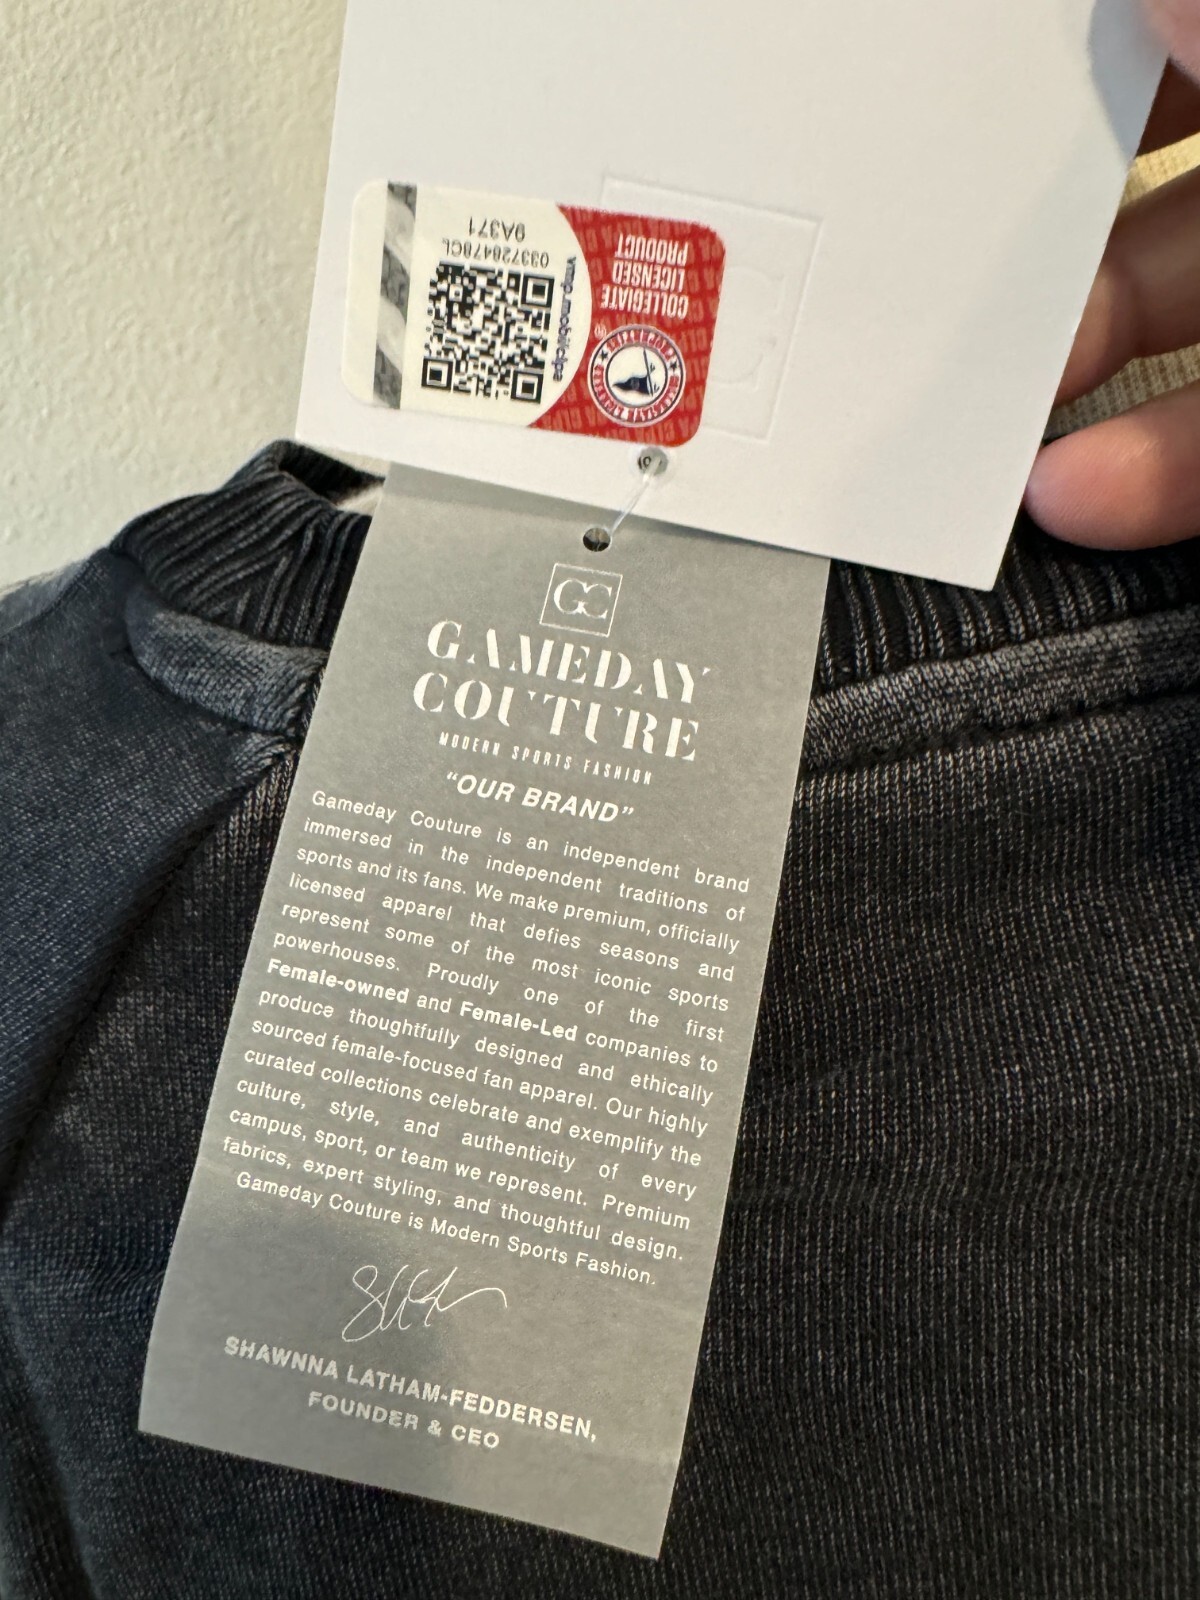 COLLEGIATE
LICENSED
PRODUCT
vmp.mobi/clpa
033728478CL
9A371
GC
GAMEDAY
COUTURE
MODERN SPORTS FASHION
"OUR BRAND"
Gameday Couture is an independent brand
immersed in the independent traditions of
sports and its fans. We make premium, officially
licensed apparel that defies seasons and
represent some of the most iconic sports
powerhouses. Proudly one of the first
Female-owned and Female-Led companies to
produce thoughtfully designed and ethically
sourced female-focused fan apparel. Our highly
curated collections celebrate and exemplify the
culture, style, and authenticity of every
campus, sport, or team we represent. Premium
fabrics, expert styling, and thoughtful design.
Gameday Couture is Modern Sports Fashion.
SHAWNNA LATHAM-FEDDERSEN,
FOUNDER & CEO